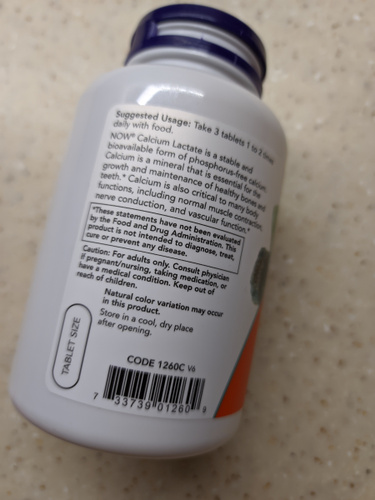 Suggested Usage: Take 3 tablets 1 to 2 times
daily with food.
NOW® Calcium Lactate is a stable and
bioavailable form of phosphorus-free calcium.
Calcium is a mineral that is essential for the
growth and maintenance of healthy bones and
teeth.* Calcium is also critical to many body
functions, including normal muscle contraction,
nerve conduction, and vascular function.*
*These statements have not been evaluated
by the Food and Drug Administration. This
product is not intended to diagnose, treat,
cure or prevent any disease.
Caution: For adults only. Consult physician
if pregnant/nursing, taking medication, or
have a medical condition. Keep out of
reach of children.
Natural color variation may occur
in this product.
Store in a cool, dry place
after opening.
TABLET SIZE
CODE 1260C V6
7 33739 01260 8